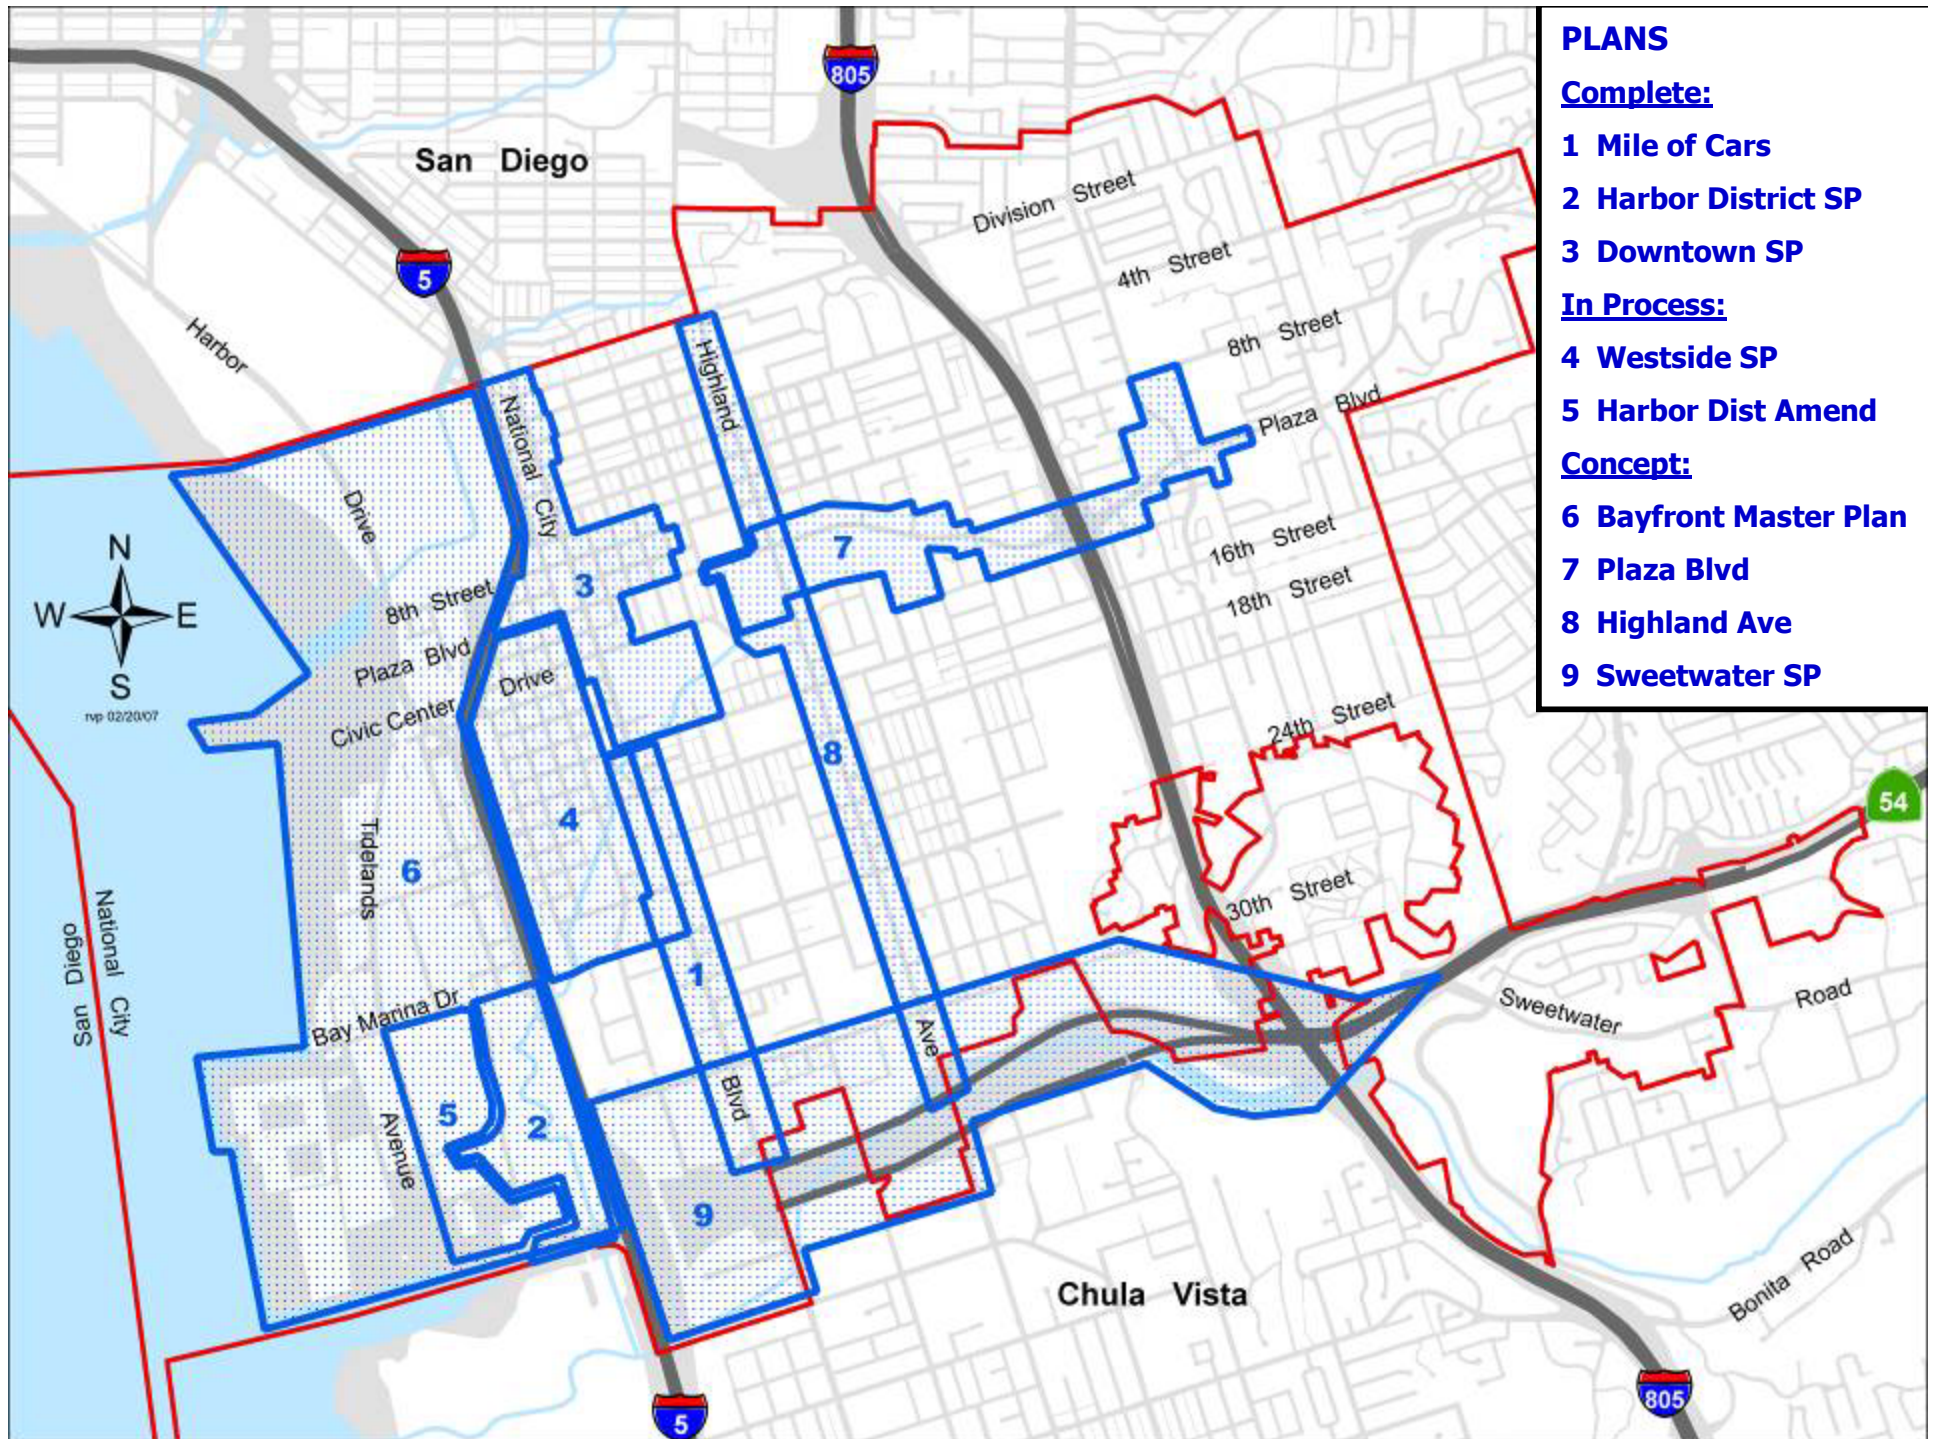 PLANS
Complete:
1 Mile of Cars
2 Harbor District SP
3 Downtown SP
In Process:
4 Westside SP
5 Harbor Dist Amend
Concept:
6 Bayfront Master Plan
7 Plaza Blvd
8 Highland Ave
9 Sweetwater SP
805
San Diego
Division Street
4th Street
5
Harbor
8th Street
Highland
National City
Plaza Blvd
Drive
N
W E
S
rvp 02/20/07
8th Street
3
7
16th Street
18th Street
Plaza Blvd
Drive
Civic Center
24th Street
8
4
54
Tidelands
6
30th Street
National City
San Diego
1
Bay Marina Dr
Sweetwater
Road
Ave
Blvd
5
2
Avenue
9
Chula Vista
Bonita Road
805
5